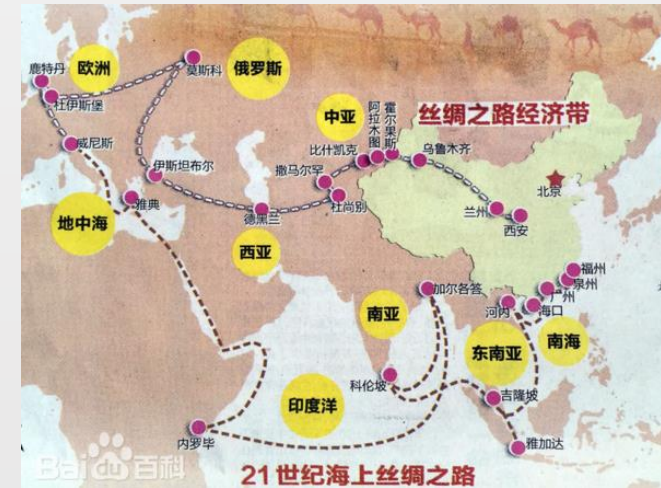 欧洲
俄罗斯
鹿特丹
莫斯科
杜伊斯堡
中亚
阿拉木图
霍尔果斯
丝绸之路经济带
威尼斯
伊斯坦布尔
比什凯克
乌鲁木齐
撒马尔罕
北京
地中海
雅典
德黑兰
杜尚别
兰州
西安
西亚
福州
泉州
广州
加尔各答
河内
海口
南亚
东南亚
南海
科伦坡
印度洋
吉隆坡
内罗毕
雅加达
Bai百科
21世纪海上丝绸之路